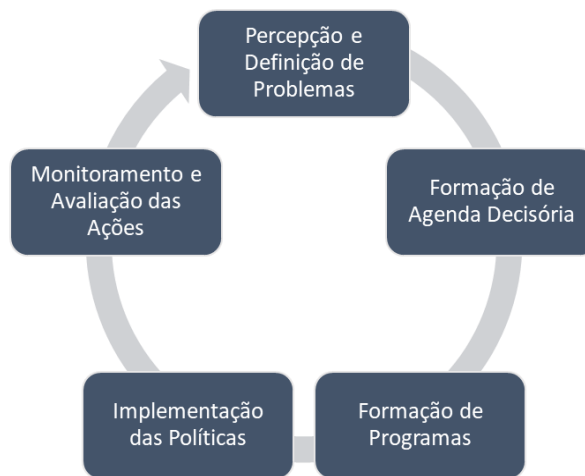 Percepção e
Definição de
Problemas
Formação de
Agenda Decisória
Formação de
Programas
Implementação
das Políticas
Monitoramento e
Avaliação das
Ações